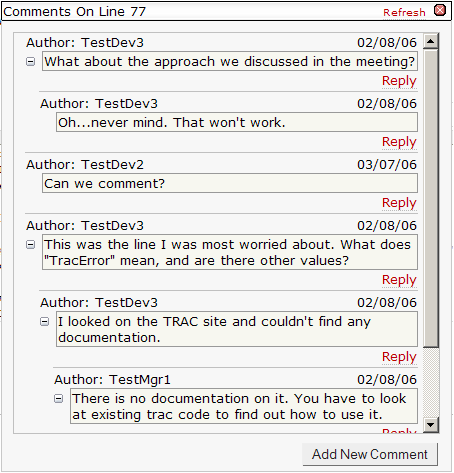 Comments On Line 77 Refresh
Author: TestDev3 02/08/06
What about the approach we discussed in the meeting?
Reply
Author: TestDev3 02/08/06
Oh...never mind. That won't work.
Reply
Author: TestDev2 03/07/06
Can we comment?
Reply
Author: TestDev3 02/08/06
This was the line I was most worried about. What does
"TracError" mean, and are there other values?
Reply
Author: TestDev3 02/08/06
I looked on the TRAC site and couldn't find any
documentation.
Reply
Author: TestMgr1 02/08/06
There is no documentation on it. You have to look
at existing trac code to find out how to use it.
Reply
Add New Comment